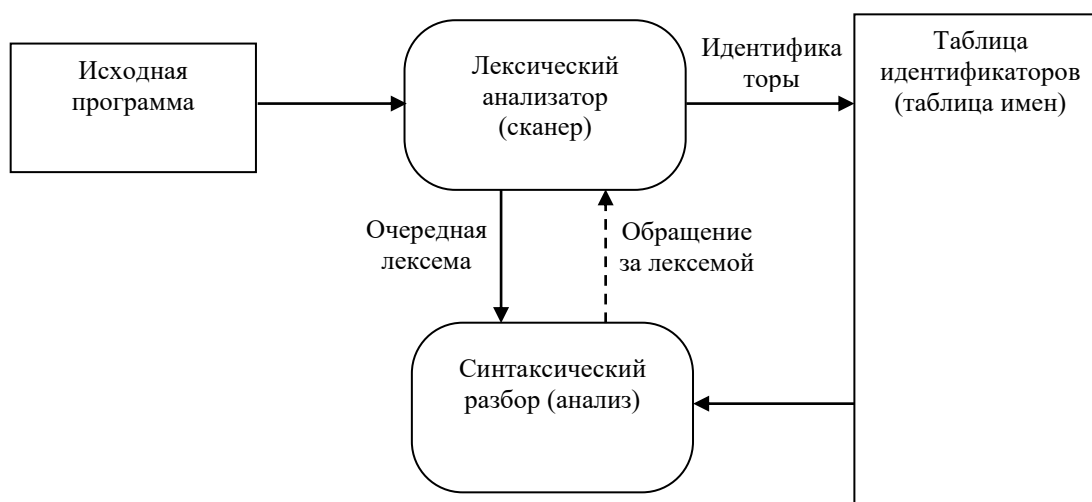 Исходная
программа
Лексический
анализатор
(сканер)
Идентифика
торы
Таблица
идентификаторов
(таблица имен)
Очередная
лексема
Обращение
за лексемой
Синтаксический
разбор (анализ)